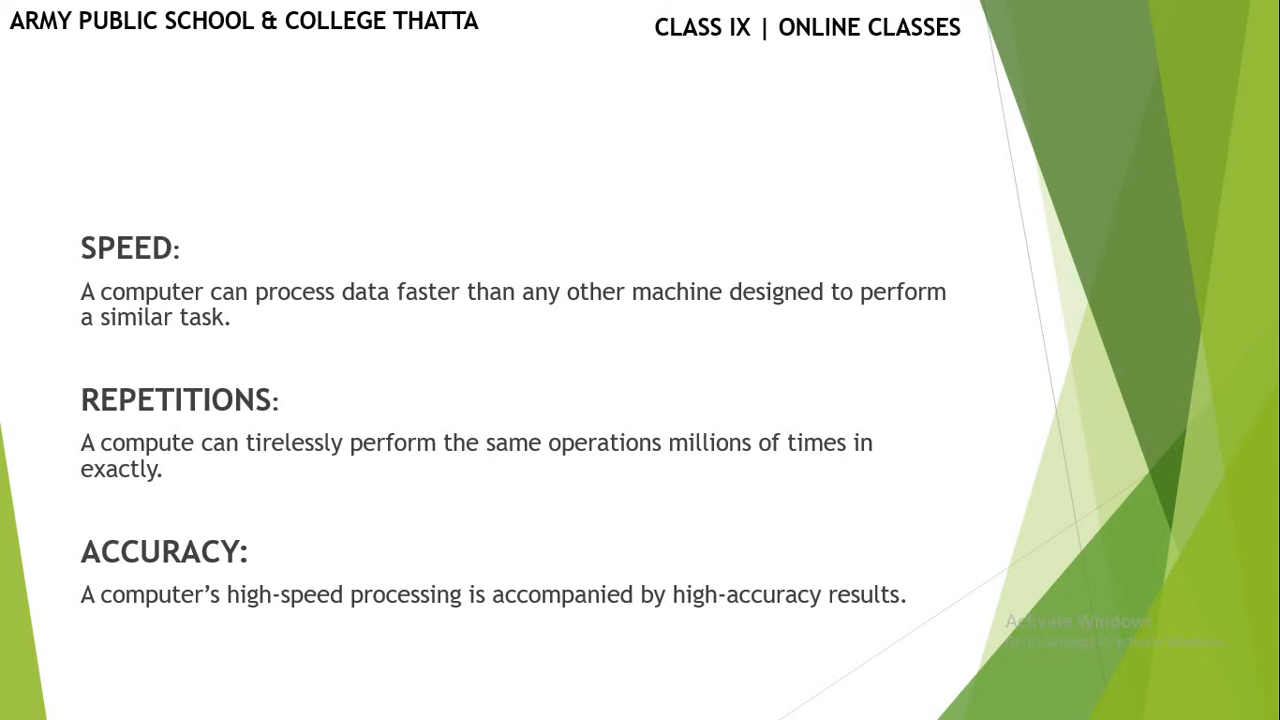 ARMY PUBLIC SCHOOL & COLLEGE THATTA
CLASS IX | ONLINE CLASSES
SPEED:
A computer can process data faster than any other machine designed to perform
a similar task.
REPETITIONS:
A compute can tirelessly perform the same operations millions of times in
exactly.
ACCURACY:
A computer’s high-speed processing is accompanied by high-accuracy results.
Activate Windows